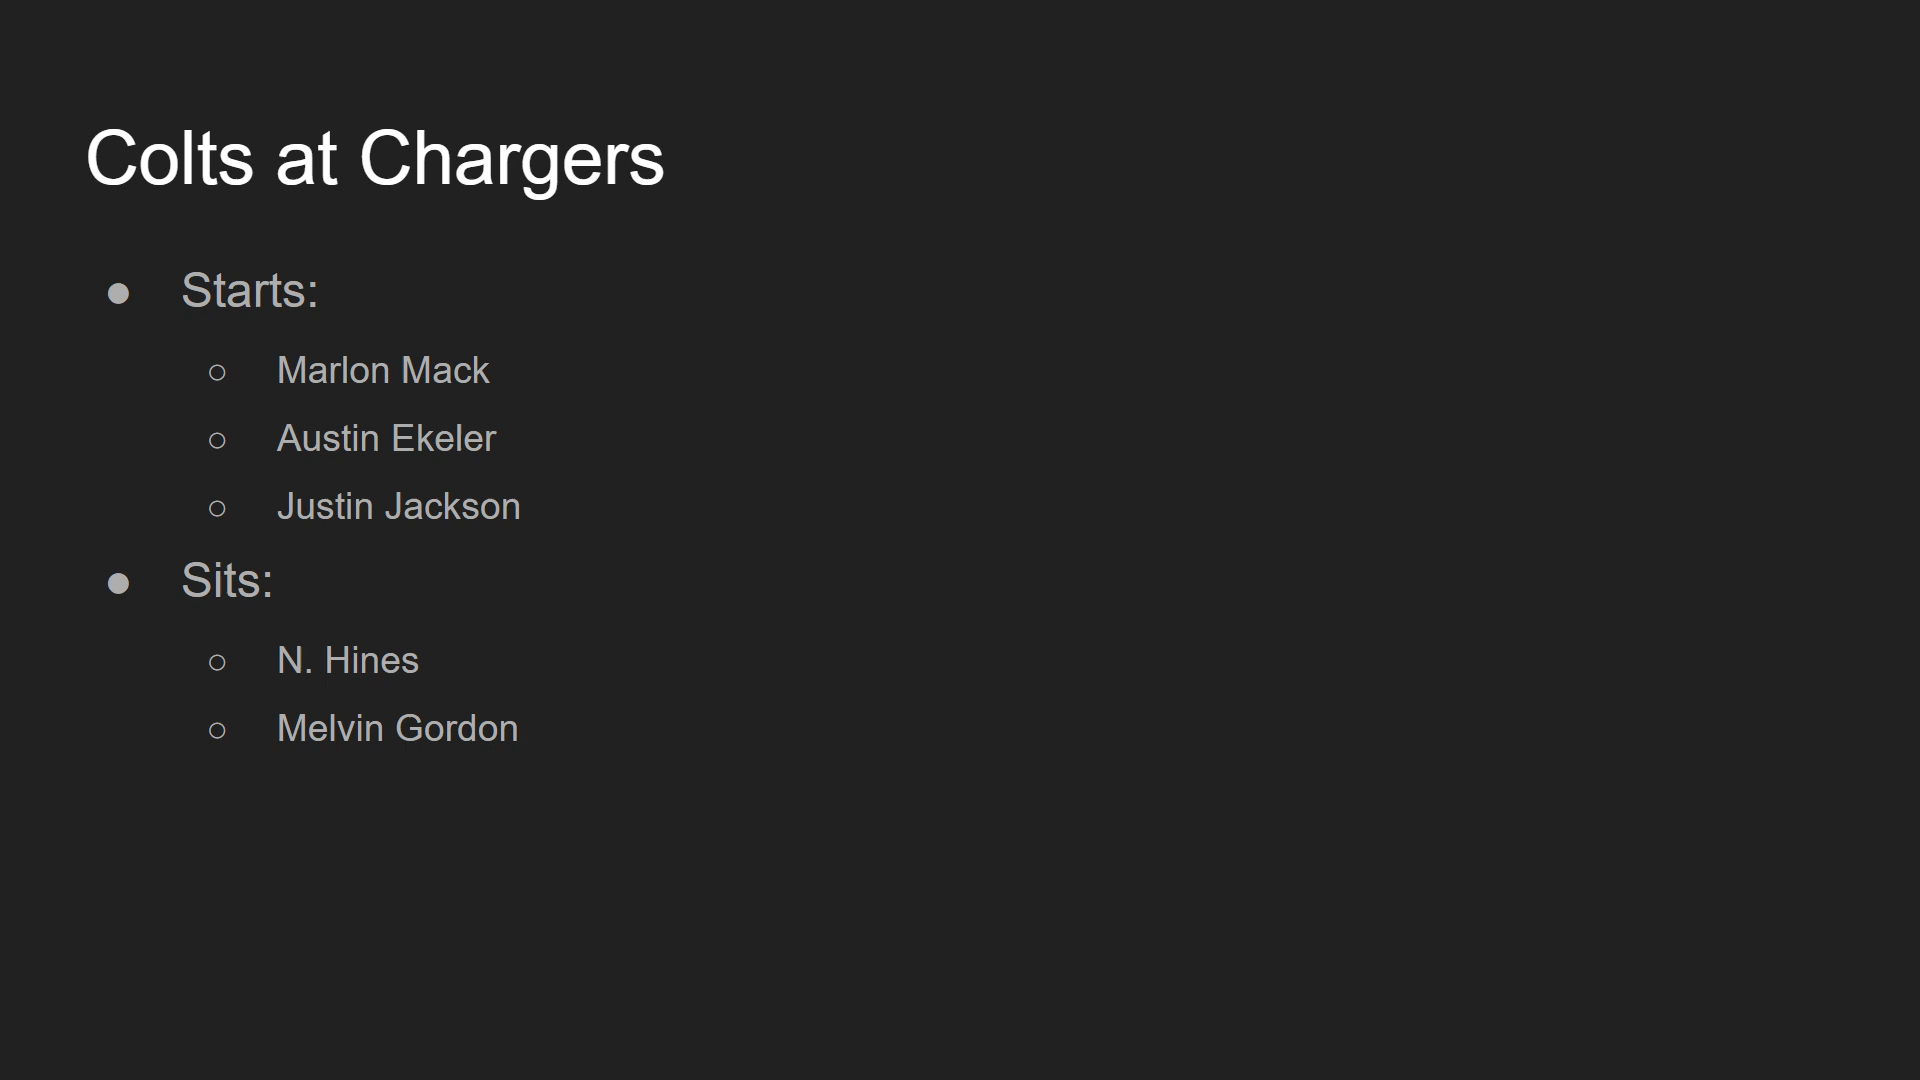 Colts at Chargers
● Starts:
○ Marlon Mack
○ Austin Ekeler
○ Justin Jackson
● Sits:
○ N. Hines
○ Melvin Gordon